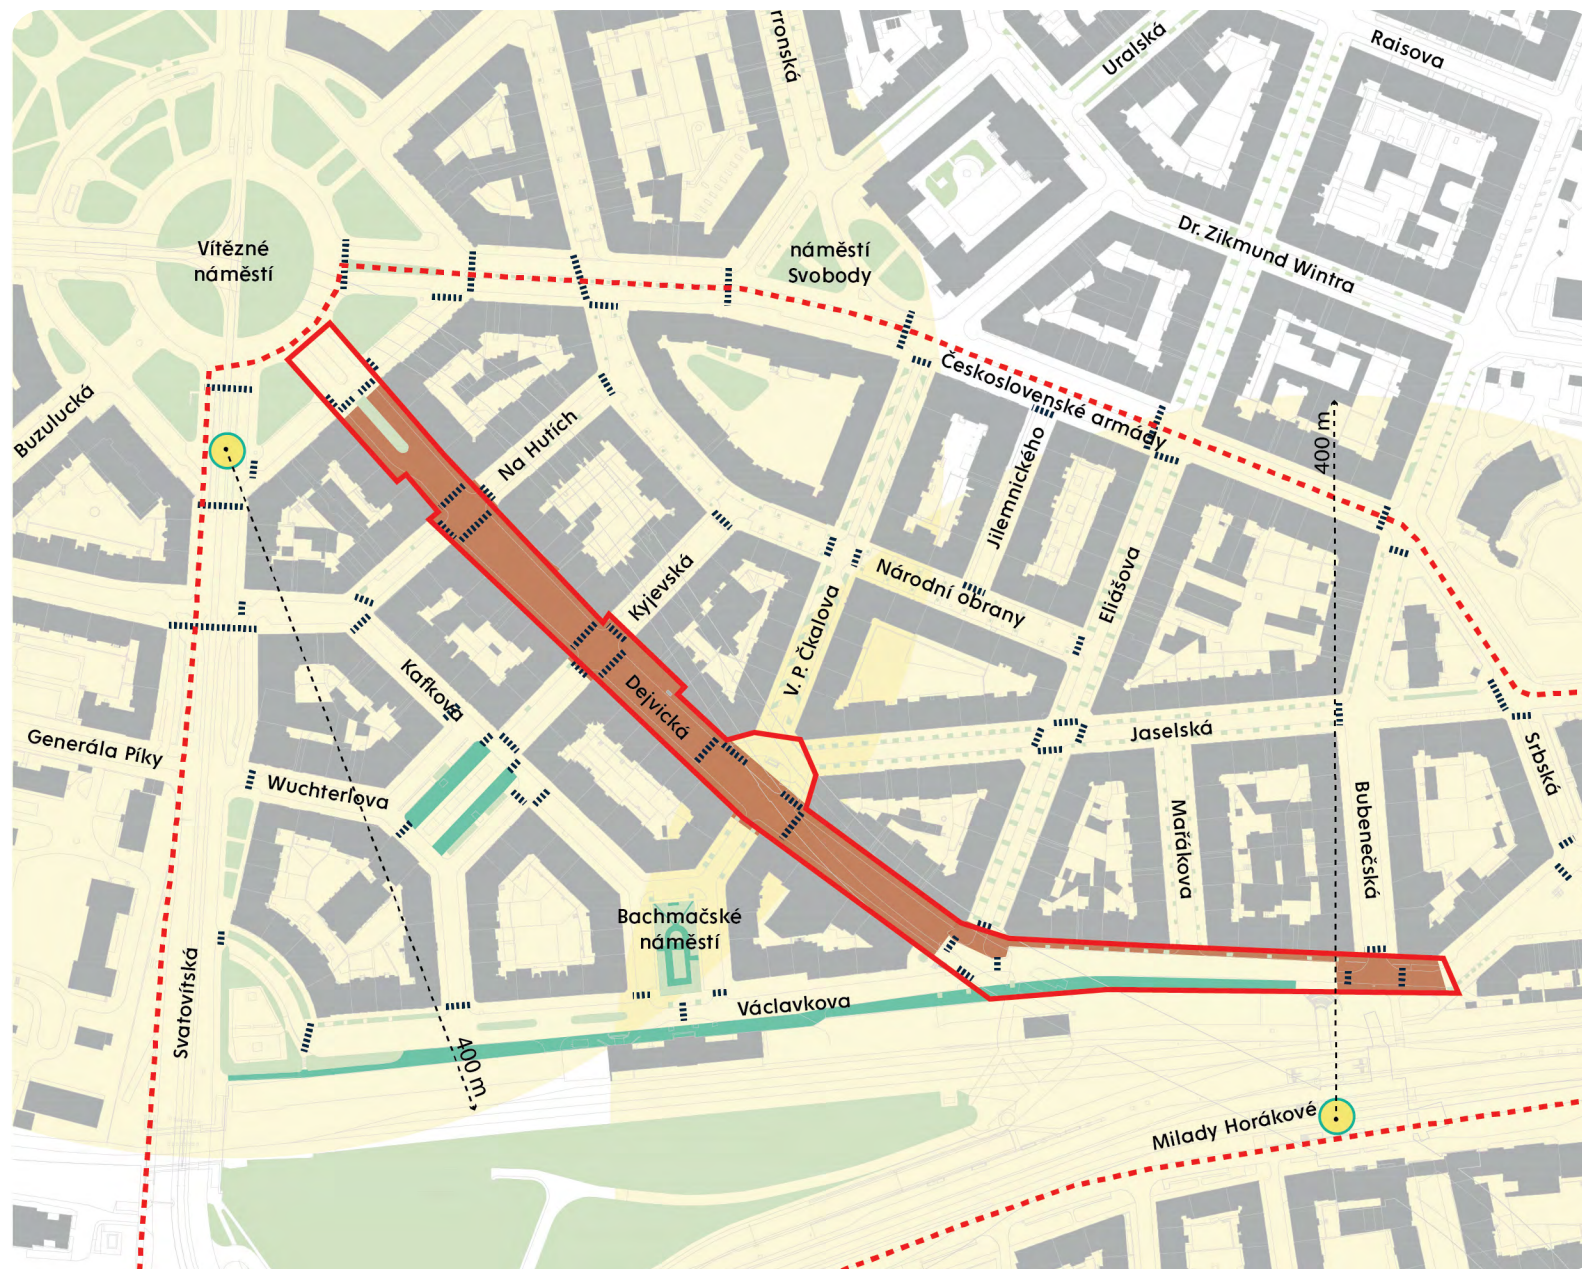 rronská
Uralská
Raisova
Vítězné
náměstí
náměstí
Svobody
Dr. Zikmund Wintra
Československé armády
Buzulucká
Na Hutích
Jilemnického
400 m
Kyjevská
Národní obrany
Eliášova
V. P. Čkalova
Kafkova
Dejvická
Generála Píky
Jaselská
Srbská
Wuchterlova
Mařákova
Bubenečská
Bachmačské
náměstí
Svatovítská
Václavkova
400 m
Milady Horákové